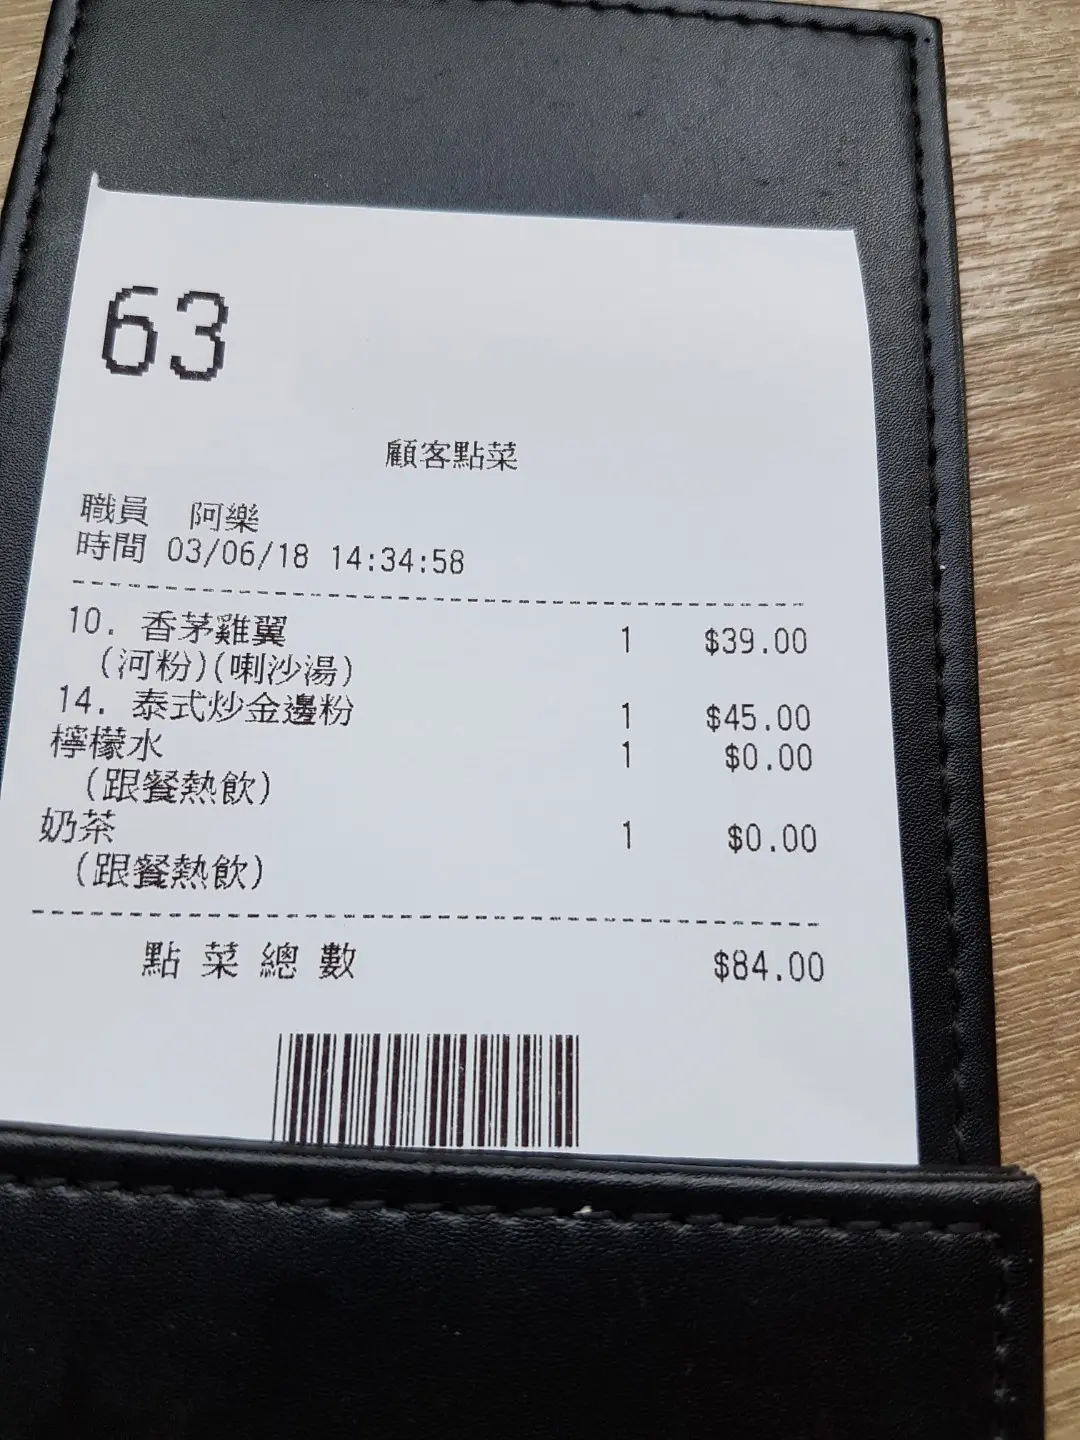 63
顧客點菜
職員 阿樂
時間 03/06/18 14:34:58
10. 香茅雞翼 1 $39.00
(河粉)(喇沙湯)
14. 泰式炒金邊粉 1 $45.00
檸檬水 1 $0.00
(跟餐熱飲)
奶茶 1 $0.00
(跟餐熱飲)
點菜總數 $84.00